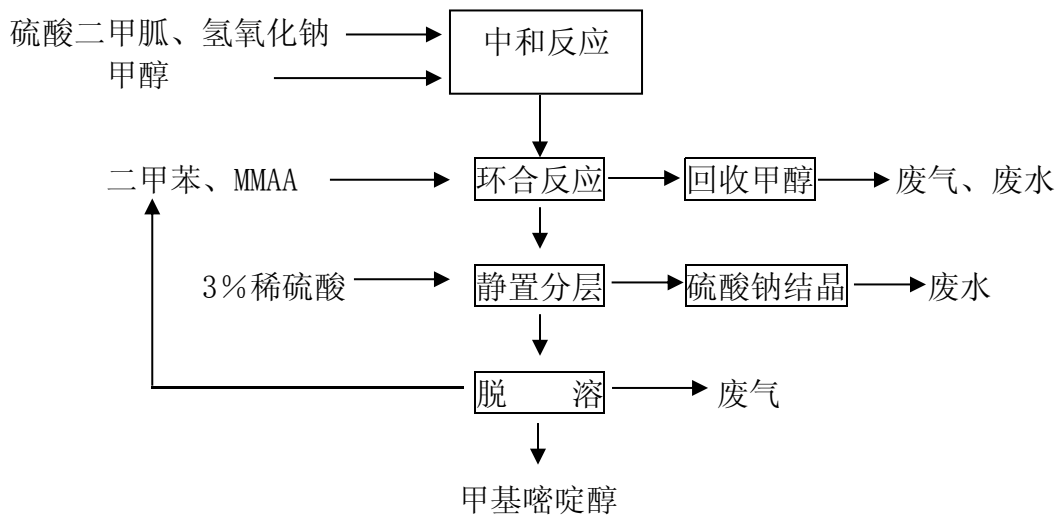 硫酸二甲胍、氢氧化钠
甲醇
中和反应
二甲苯、MMAA
环合反应
回收甲醇
废气、废水
3%稀硫酸
静置分层
硫酸钠结晶
废水
脱 溶
废气
甲基嘧啶醇